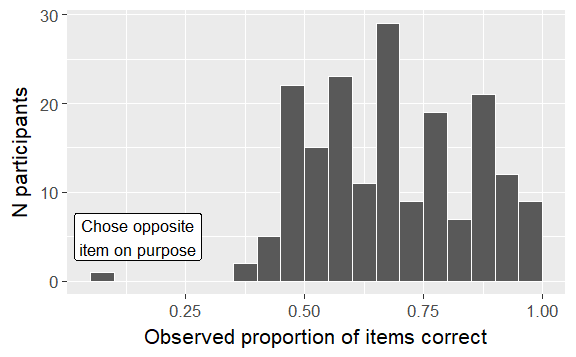 30
20
10
0
N participants
Chose opposite
item on purpose
0.25
0.50
0.75
1.00
Observed proportion of items correct